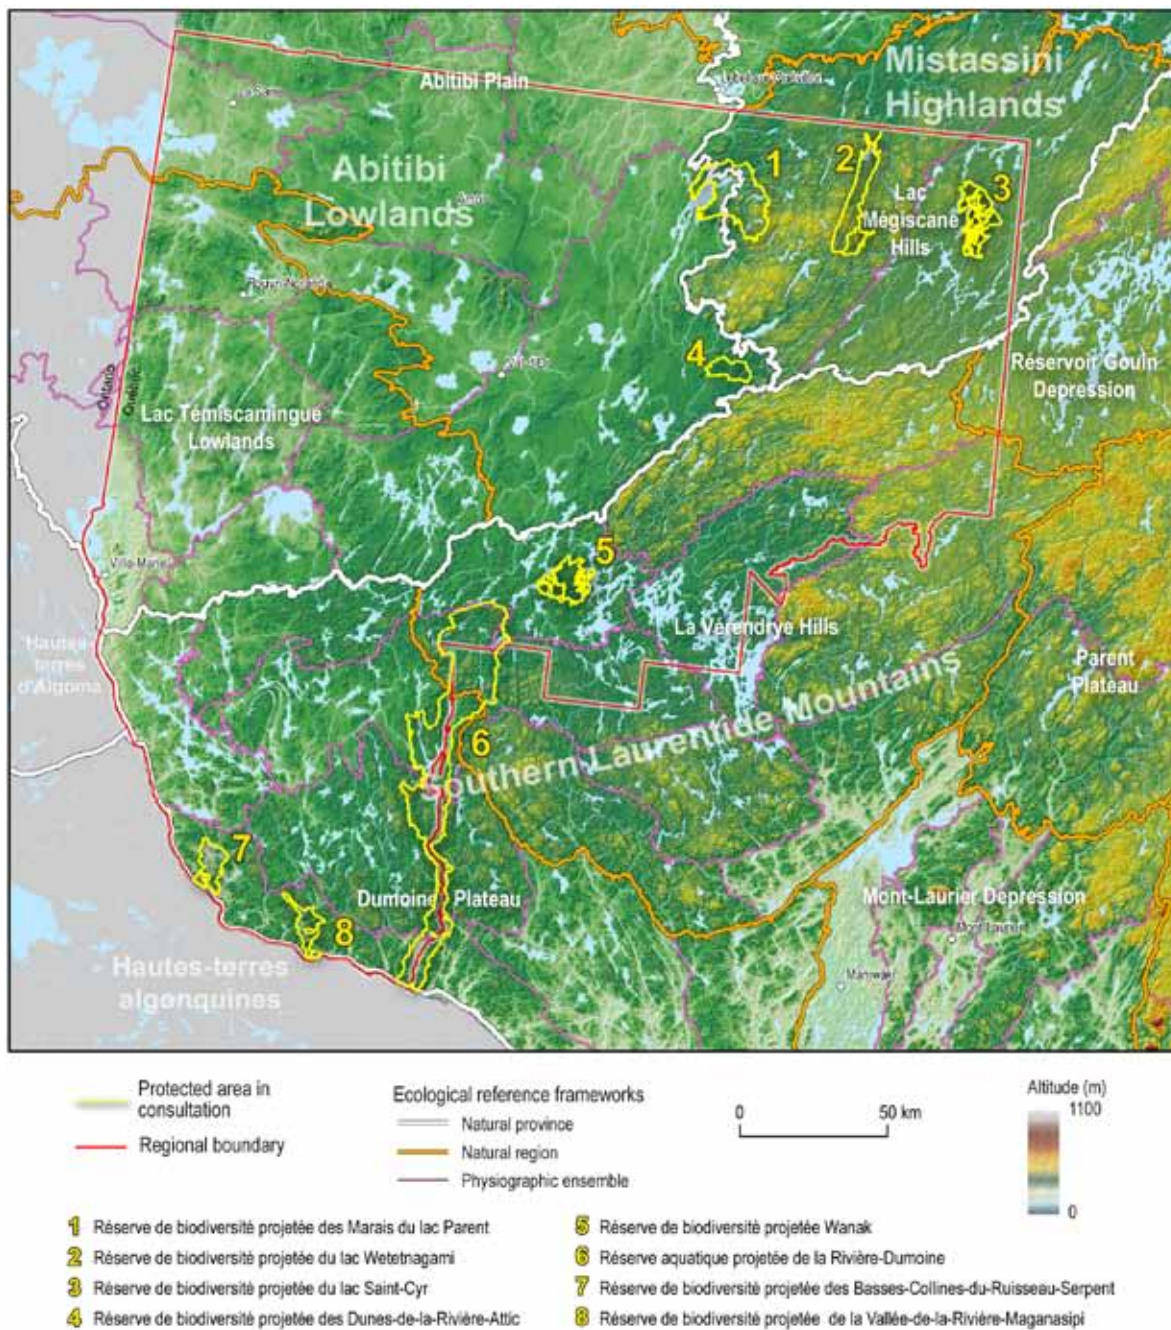 Mistassini
Highlands
Abitibi Plain
Abitibi
Lowlands
1
2
3
Lac
Mégiscane
Hills
4
Réservoir Gouin
Depression
Ontario
Québec
Lac Témiscamingue
Lowlands
Ville-Marie
5
La Vérendrye Hills
Hautes-
terres
d'Algoma
Parent
Plateau
6
Southern Laurentide Mountains
7
Dumoine Plateau
Mont-Laurier Depression
Mont-Laurier
8
Maniwaki
Hautes-terres
algonquines
Protected area in
consultation
Regional boundary
Ecological reference frameworks
Natural province
Natural region
Physiographic ensemble
0 50 km
Altitude (m)
1100
0
1 Réserve de biodiversité projetée des Marais du lac Parent
2 Réserve de biodiversité projetée du lac Wetetnagami
3 Réserve de biodiversité projetée du lac Saint-Cyr
4 Réserve de biodiversité projetée des Dunes-de-la-Rivière-Attic
5 Réserve de biodiversité projetée Wanak
6 Réserve aquatique projetée de la Rivière-Dumoine
7 Réserve de biodiversité projetée des Basses-Collines-du-Ruisseau-Serpent
8 Réserve de biodiversité projetée de la Vallée-de-la-Rivière-Maganasipi